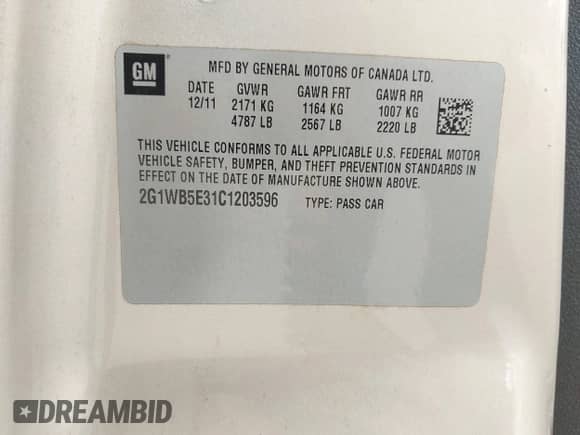 GM
MFD BY GENERAL MOTORS OF CANADA LTD.
DATE GVWR GAWR FRT GAWR RR
12/11 2171 KG 1164 KG 1007 KG
4787 LB 2567 LB 2220 LB
THIS VEHICLE CONFORMS TO ALL APPLICABLE U.S. FEDERAL MOTOR
VEHICLE SAFETY, BUMPER, AND THEFT PREVENTION STANDARDS IN
EFFECT ON THE DATE OF MANUFACTURE SHOWN ABOVE.
2G1WB5E31C1203596 TYPE: PASS CAR
DREAMBID